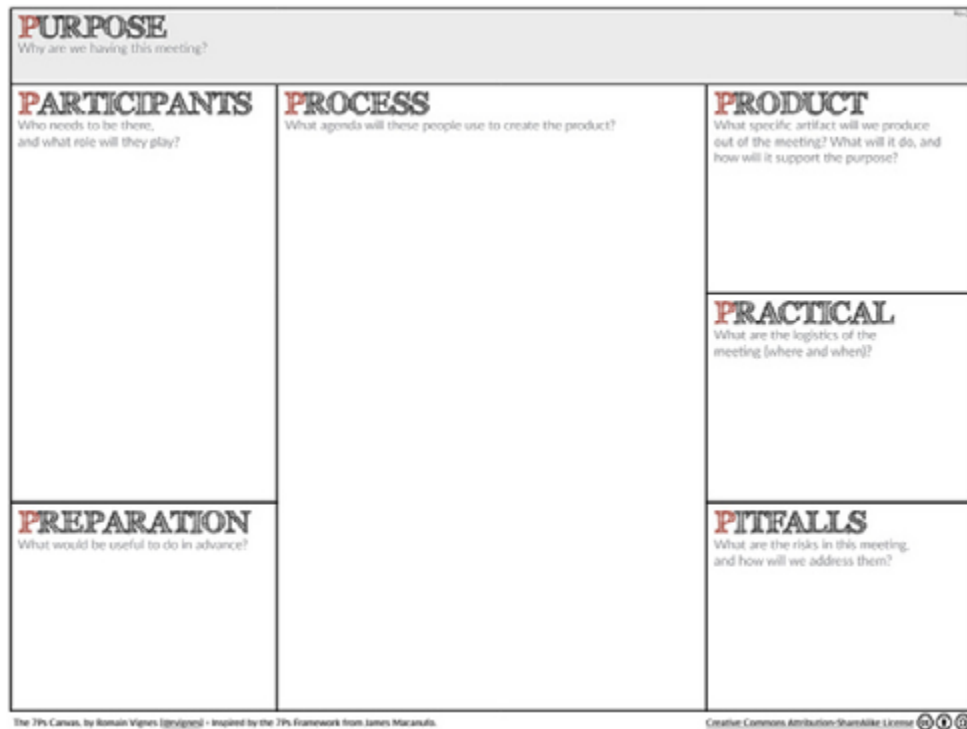 PURPOSE
Why are we having this meeting?
PARTICIPANTS
Who needs to be there,
and what role will they play?
PROCESS
What agenda will these people use to create the product?
PRODUCT
What specific artifact will we produce
out of the meeting? What will it do, and
how will it support the purpose?
PRACTICAL
What are the logistics of the
meeting (where and when)?
PREPARATION
What would be useful to do in advance?
PITFALLS
What are the risks in this meeting,
and how will we address them?
The 7Ps Canvas, by Romain Vignes (@rvignes) - Inspired by the 7Ps Framework from James Macanufo.
Creative Commons Attribution-ShareAlike License